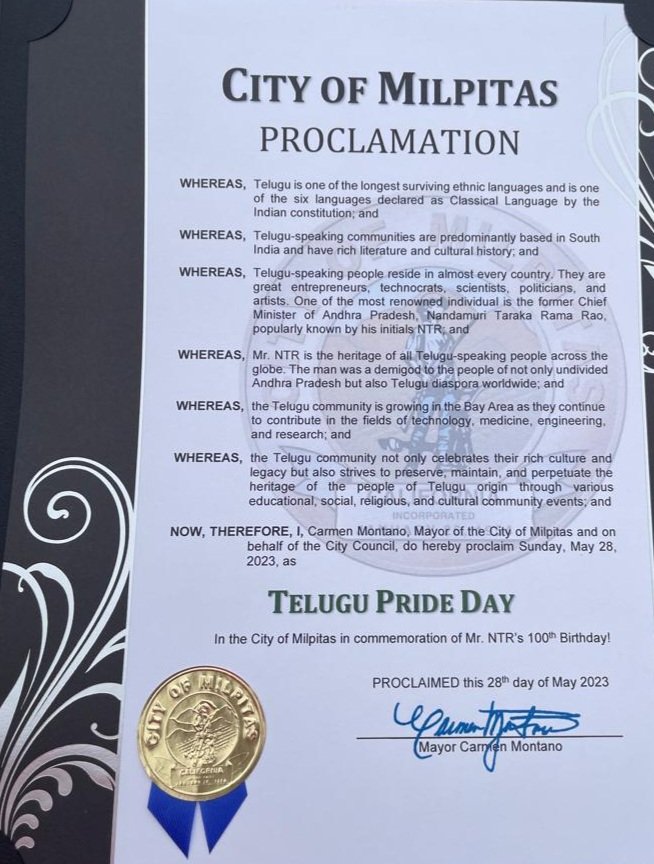 CITY OF MILPITAS
PROCLAMATION
WHEREAS, Telugu is one of the longest surviving ethnic languages and is one
of the six languages declared as Classical Language by the
Indian constitution; and
WHEREAS, Telugu-speaking communities are predominantly based in South
India and have rich literature and cultural history; and
WHEREAS, Telugu-speaking people reside in almost every country. They are
great entrepreneurs, technocrats, scientists, politicians, and
artists. One of the most renowned individual is the former Chief
Minister of Andhra Pradesh, Nandamuri Taraka Rama Rao,
popularly known by his initials NTR; and
WHEREAS, Mr. NTR is the heritage of all Telugu-speaking people across the
globe. The man was a demigod to the people of not only undivided
Andhra Pradesh but also Telugu diaspora worldwide; and
WHEREAS, the Telugu community is growing in the Bay Area as they continue
to contribute in the fields of technology, medicine, engineering,
and research; and
WHEREAS, the Telugu community not only celebrates their rich culture and
legacy but also strives to preserve, maintain, and perpetuate the
heritage of the people of Telugu origin through various
educational, social, religious, and cultural community events; and
INCORPORATED
NOW, THEREFORE, I, Carmen Montano, Mayor of the City of Milpitas and on
behalf of the City Council, do hereby proclaim Sunday, May 28,
2023, as
TELUGU PRIDE DAY
In the City of Milpitas in commemoration of Mr. NTR's 100th Birthday!
PROCLAIMED this 28th day of May 2023
Carmen Montano
Mayor Carmen Montano
CITY OF MILPITAS
CALIFORNIA